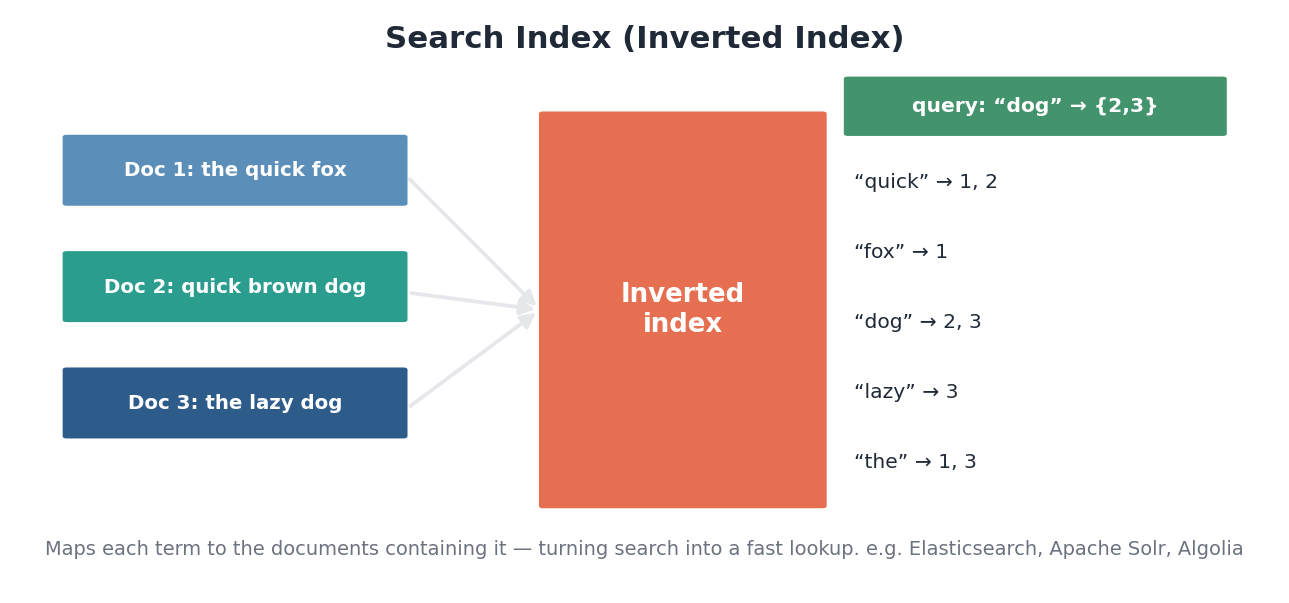 Search Index (Inverted Index)
query: “dog” → {2,3}
Doc 1: the quick fox
Doc 2: quick brown dog
Doc 3: the lazy dog
Inverted
index
“quick” → 1, 2
“fox” → 1
“dog” → 2, 3
“lazy” → 3
“the” → 1, 3
Maps each term to the documents containing it — turning search into a fast lookup. e.g. Elasticsearch, Apache Solr, Algolia